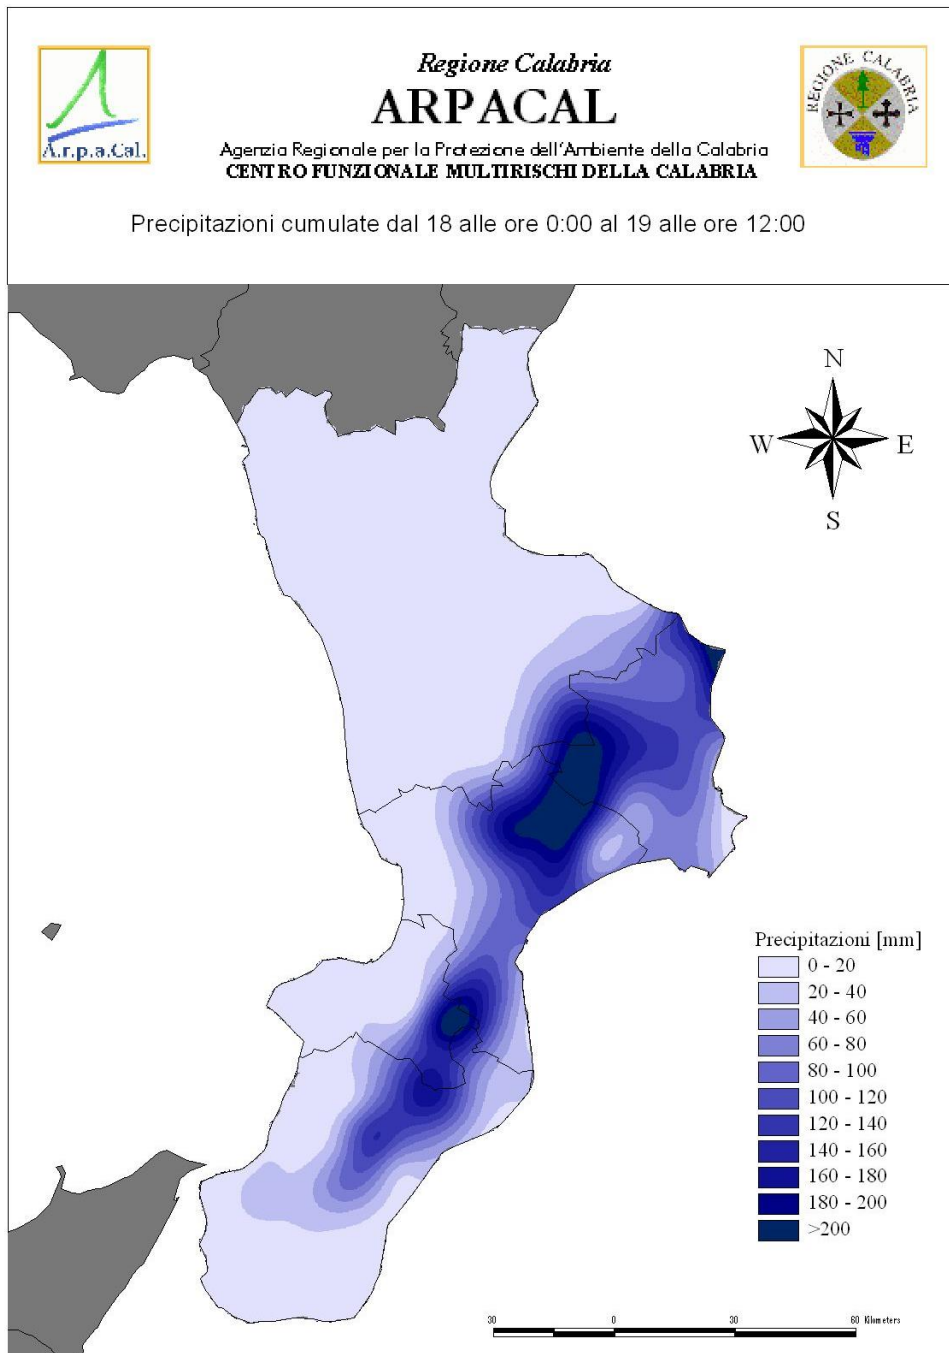 Regione Calabria
ARPACAL
Agenzia Regionale per la Protezione dell'Ambiente della Calabria
CENTRO FUNZIONALE MULTIRISCHI DELLA CALABRIA
A.r.p.a.Cal.
REGIONE CALABRIA
Precipitazioni cumulate dal 18 alle ore 0:00 al 19 alle ore 12:00
N
W E
S
Precipitazioni [mm]
0 - 20
20 - 40
40 - 60
60 - 80
80 - 100
100 - 120
120 - 140
140 - 160
160 - 180
180 - 200
>200
30 0 30 60 Kilometers